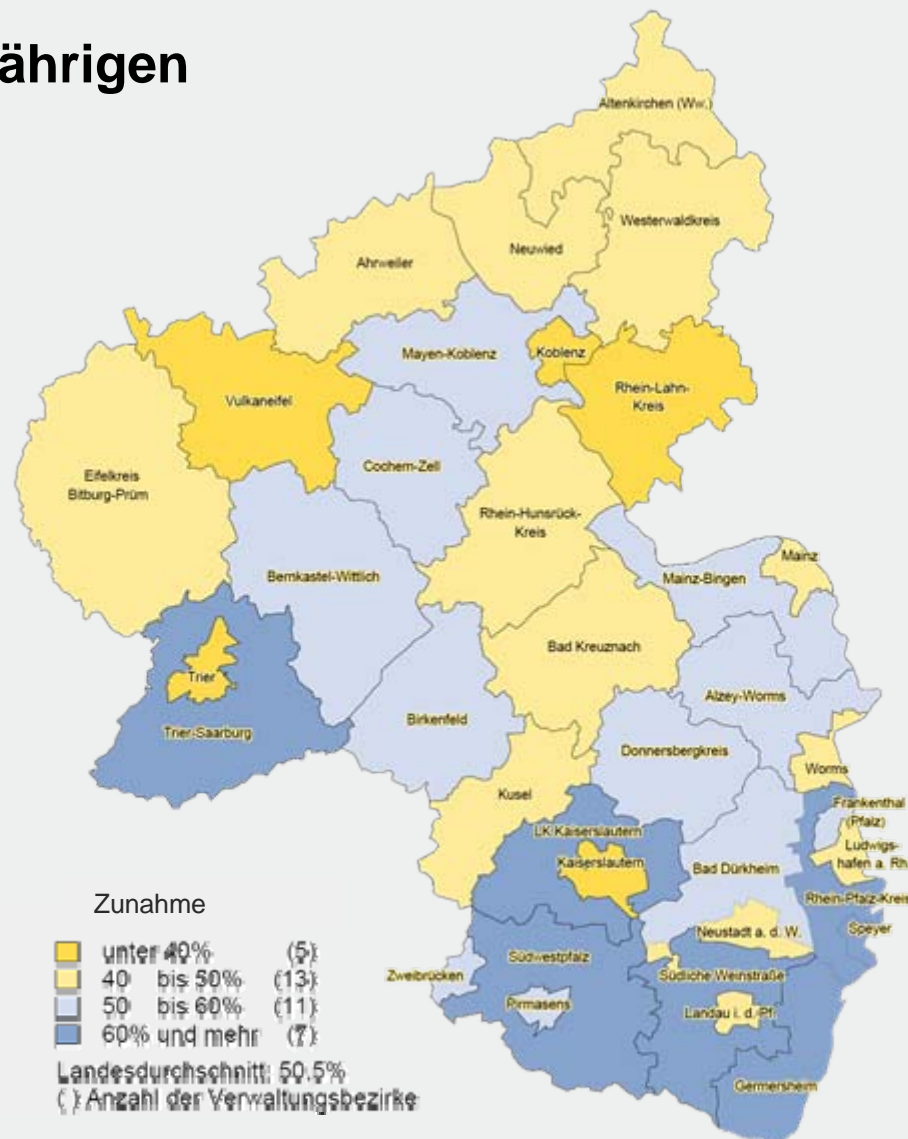 ährigen
Altenkirchen (Ww.)
Westerwaldkreis
Neuwied
Ahrweiler
Mayen-Koblenz
Koblenz
Rhein-Lahn-
Kreis
Vulkaneifel
Cochem-Zell
Eifelkreis
Bitburg-Prüm
Rhein-Hunsrück-
Kreis
Mainz
Bernkastel-Wittlich
Mainz-Bingen
Bad Kreuznach
Trier
Alzey-Worms
Birkenfeld
Trier-Saarburg
Donnersbergkreis
Worms
Kusel
Frankenthal
(Pfalz)
LK Kaiserslautern
Ludwigs-
hafen a. Rh
Kaiserslautern
Bad Dürkheim
Rhein-Pfalz-Kreis
Speyer
Neustadt a. d. W.
Südwestpfalz
Zweibrücken
Südliche Weinstraße
Pirmasens
Landau i. d. Pf.
Germersheim
Zunahme
unter 40% (5)
40 bis 50% (13)
50 bis 60% (11)
60% und mehr (7)
Landesdurchschnitt: 50.5%
( ) Anzahl der Verwaltungsbezirke